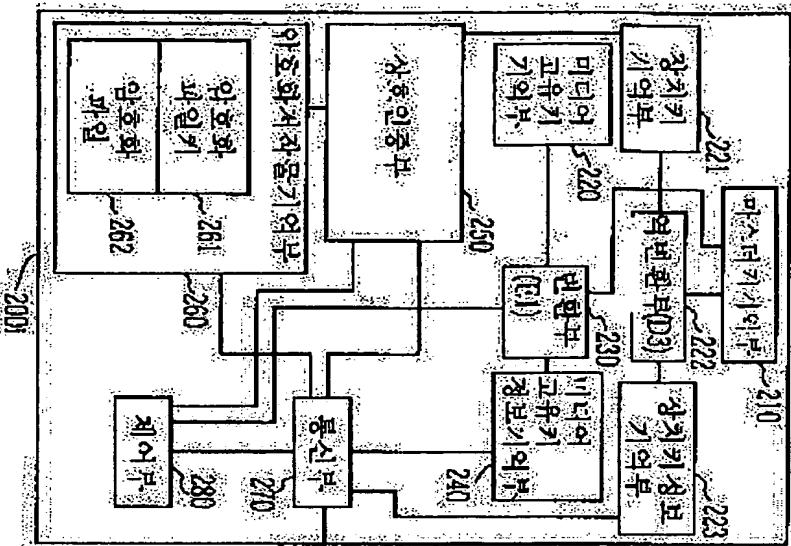 암호화저작물기억부
260
암호화
파일키
261
암호화
파일
262
상호인증부
250
미디어
고유키
기억부
220
장치키
기억부
221
변환부
230
역변환부(D3)
222
마스터키기억부
210
미디어
고유키
정보기억부
240
장치키정보
기억부
223
제어부
280
통신부
270